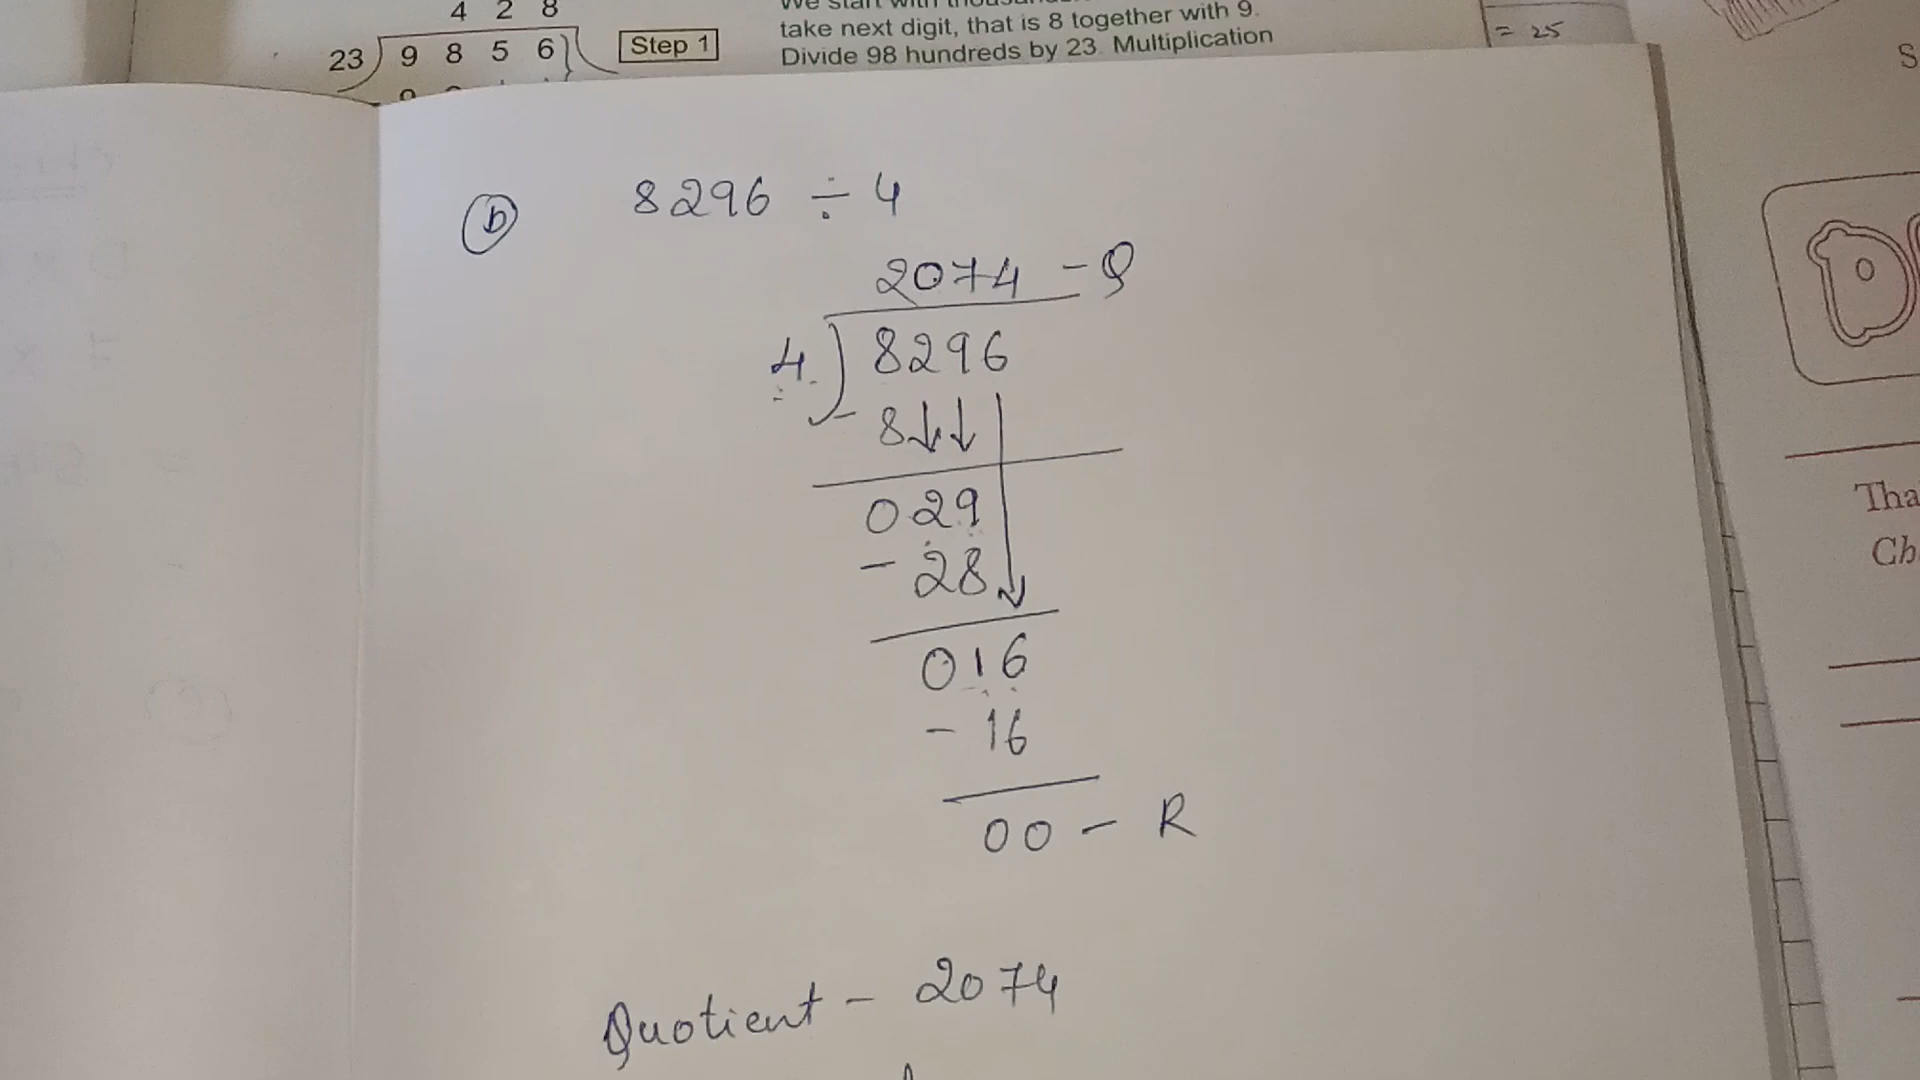 4 2 8
take next digit, that is 8 together with 9.
23 ) 9 8 5 6 ( Step 1
Divide 98 hundreds by 23. Multiplication
= 25
(b) 8296 ÷ 4
2074 - Q
4 ) 8296
- 8↓↓
029
- 28
016
- 16
00 - R
Quotient - 2074
Tha
Ch